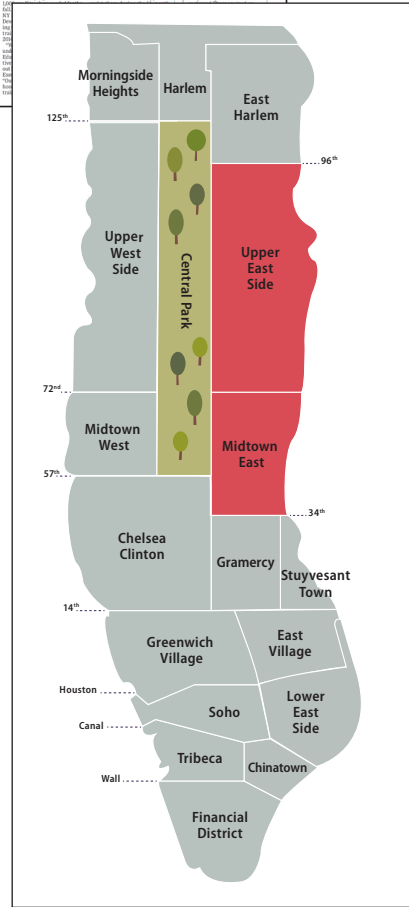 Morningside
Heights
Harlem
East
Harlem
125th
96th
Upper
West
Side
Central Park
Upper
East
Side
72nd
Midtown
West
Midtown
East
57th
34th
Chelsea
Clinton
Gramercy
Stuyvesant
Town
14th
Greenwich
Village
East
Village
Houston
Soho
Lower
East
Side
Canal
Tribeca
Chinatown
Wall
Financial
District